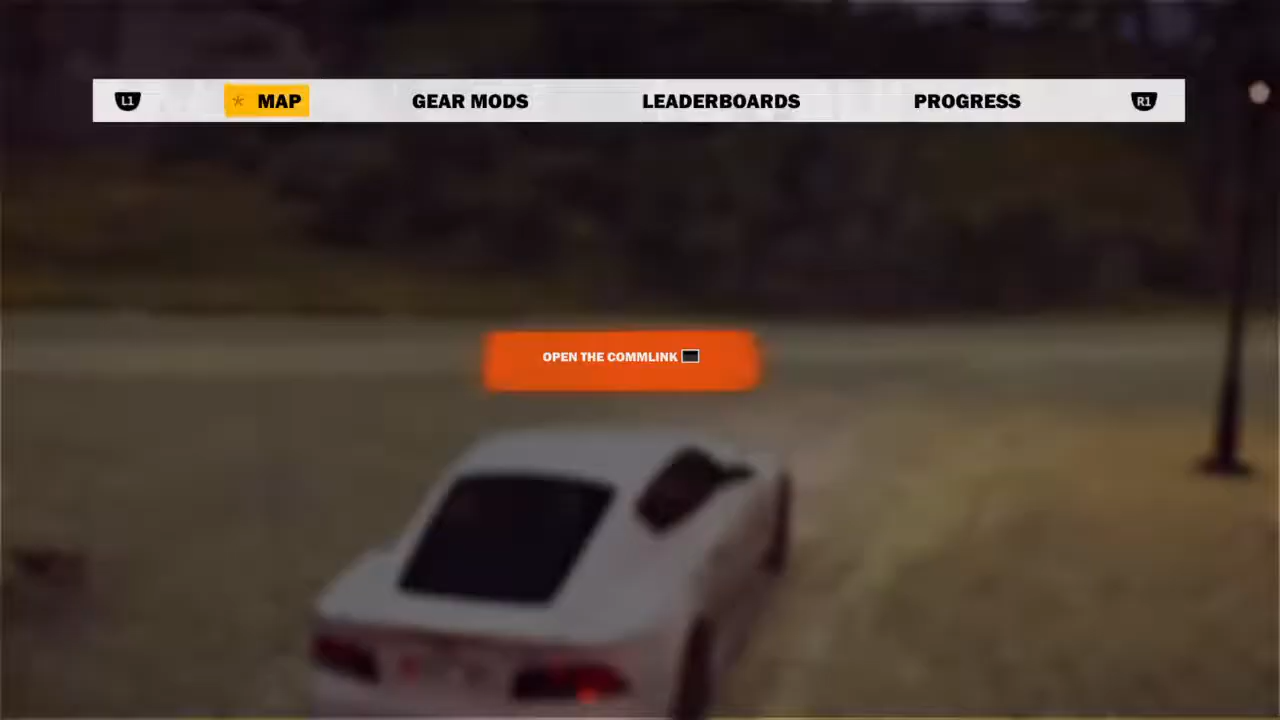 L1 MAP GEAR MODS LEADERBOARDS PROGRESS R1
OPEN THE COMMLINK